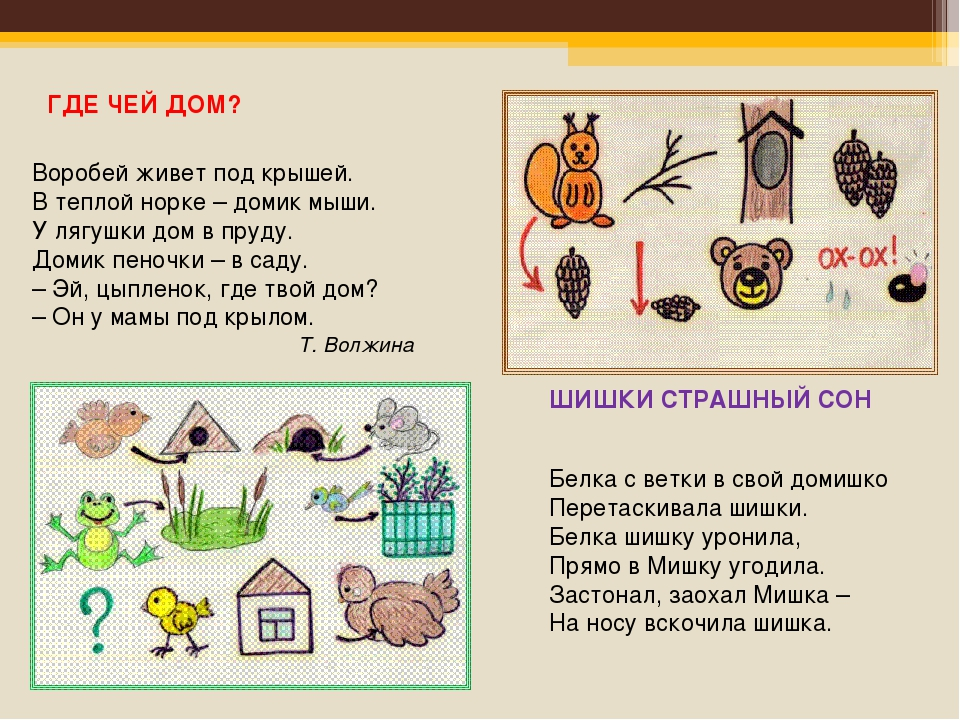 ГДЕ ЧЕЙ ДОМ?
Воробей живет под крышей.
В теплой норке – домик мыши.
У лягушки дом в пруду.
Домик пеночки – в саду.
– Эй, цыпленок, где твой дом?
– Он у мамы под крылом.
Т. Волжина
?
ОХ-ОХ!
ШИШКИ СТРАШНЫЙ СОН
Белка с ветки в свой домишко
Перетаскивала шишки.
Белка шишку уронила,
Прямо в Мишку угодила.
Застонал, заохал Мишка –
На носу вскочила шишка.